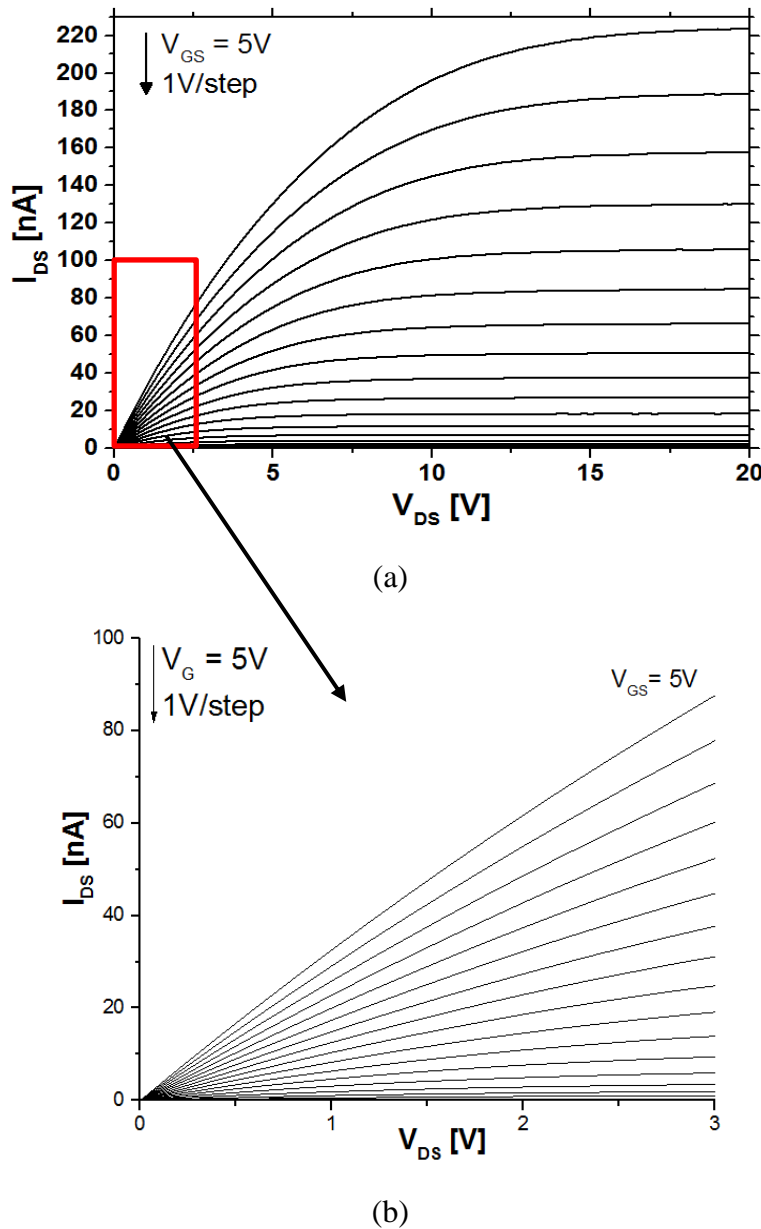 220
V_GS = 5V
200
1V/step
180
160
140
120
100
80
60
40
20
0
I_DS [nA]
0 5 10 15 20
V_DS [V]
(a)
100
V_G = 5V
V_GS= 5V
1V/step
80
60
40
20
0
I_DS [nA]
0 1 2 3
V_DS [V]
(b)